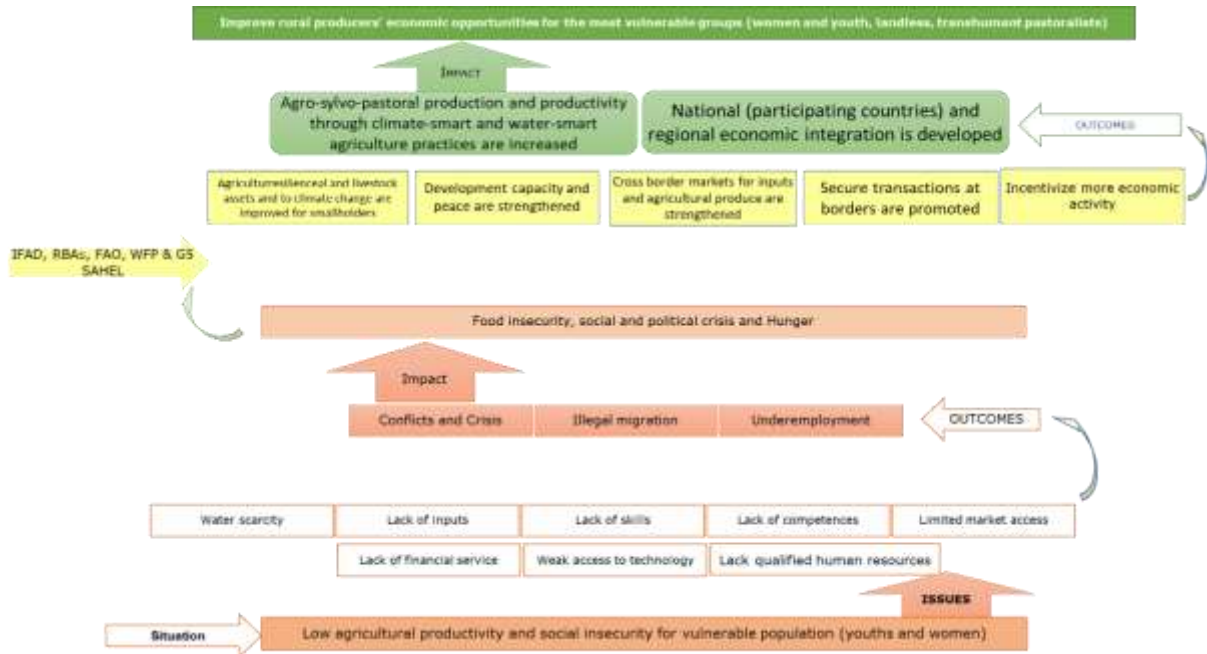 Improve rural producers' economic opportunities for the most vulnerable groups (women and youth, landless, transhumant pastoralists)
IMPACT
Agro-sylvo-pastoral production and productivity
through climate-smart and water-smart
agriculture practices are increased
National (participating countries) and
regional economic integration is developed
OUTCOMES
Agricultureresilienceal and livestock
assets and to climate change are
improved for smallholders
Development capacity and
peace are strengthened
Cross border markets for inputs
and agricultural produce are
strengthened
Secure transactions at
borders are promoted
Incentivize more economic
activity
IFAD, RBAs, FAO, WFP & G5
SAHEL
Food insecurity, social and political crisis and Hunger
Impact
Conflicts and Crisis
Illegal migration
Underemployment
OUTCOMES
Water scarcity
Lack of inputs
Lack of skills
Lack of competences
Limited market access
Lack of financial service
Weak access to technology
Lack qualified human resources
ISSUES
Situation
Low agricultural productivity and social insecurity for vulnerable population (youths and women)